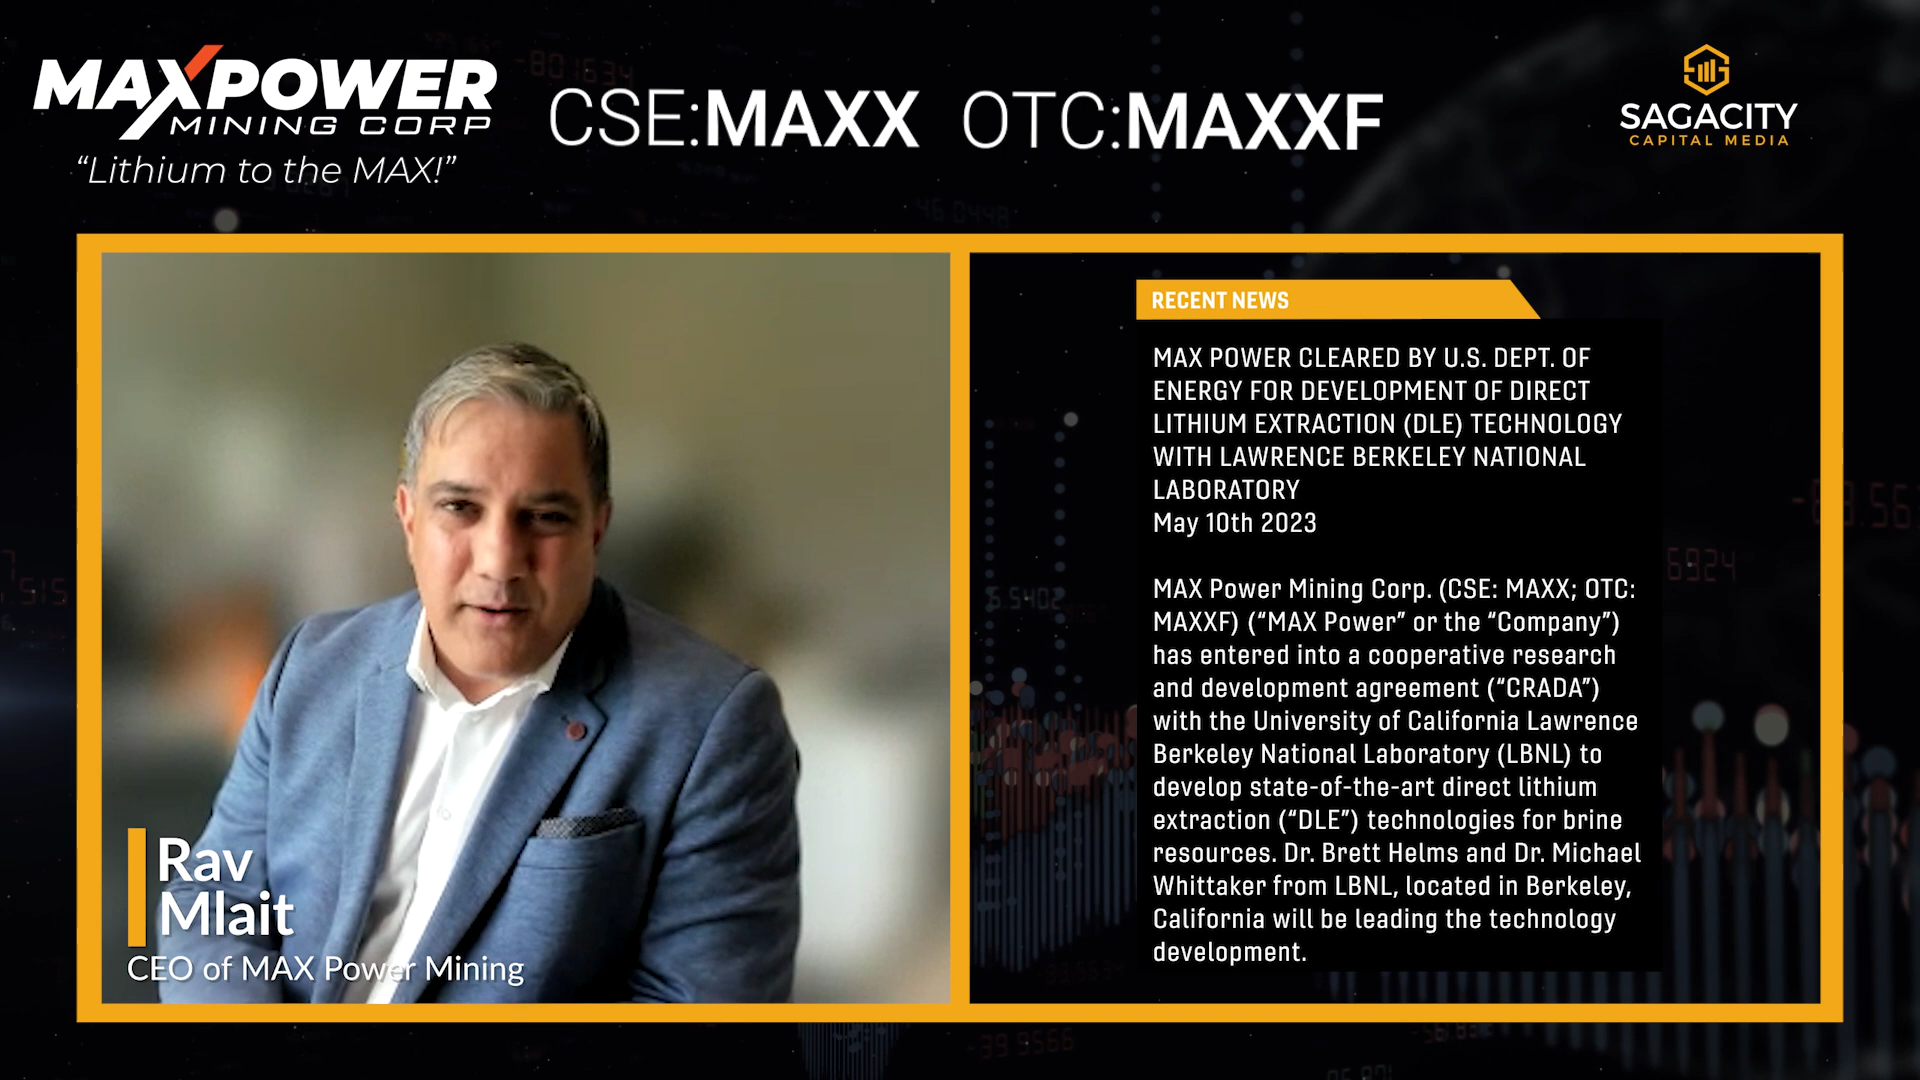 MAXPOWER
MINING CORP
“Lithium to the MAX!”
CSE:MAXX OTC:MAXXF
SAGACITY
CAPITAL MEDIA
Rav
Mlait
CEO of MAX Power Mining
RECENT NEWS
MAX POWER CLEARED BY U.S. DEPT. OF
ENERGY FOR DEVELOPMENT OF DIRECT
LITHIUM EXTRACTION (DLE) TECHNOLOGY
WITH LAWRENCE BERKELEY NATIONAL
LABORATORY
May 10th 2023
MAX Power Mining Corp. (CSE: MAXX; OTC:
MAXXF) (“MAX Power” or the “Company”)
has entered into a cooperative research
and development agreement (“CRADA”)
with the University of California Lawrence
Berkeley National Laboratory (LBNL) to
develop state-of-the-art direct lithium
extraction (“DLE”) technologies for brine
resources. Dr. Brett Helms and Dr. Michael
Whittaker from LBNL, located in Berkeley,
California will be leading the technology
development.